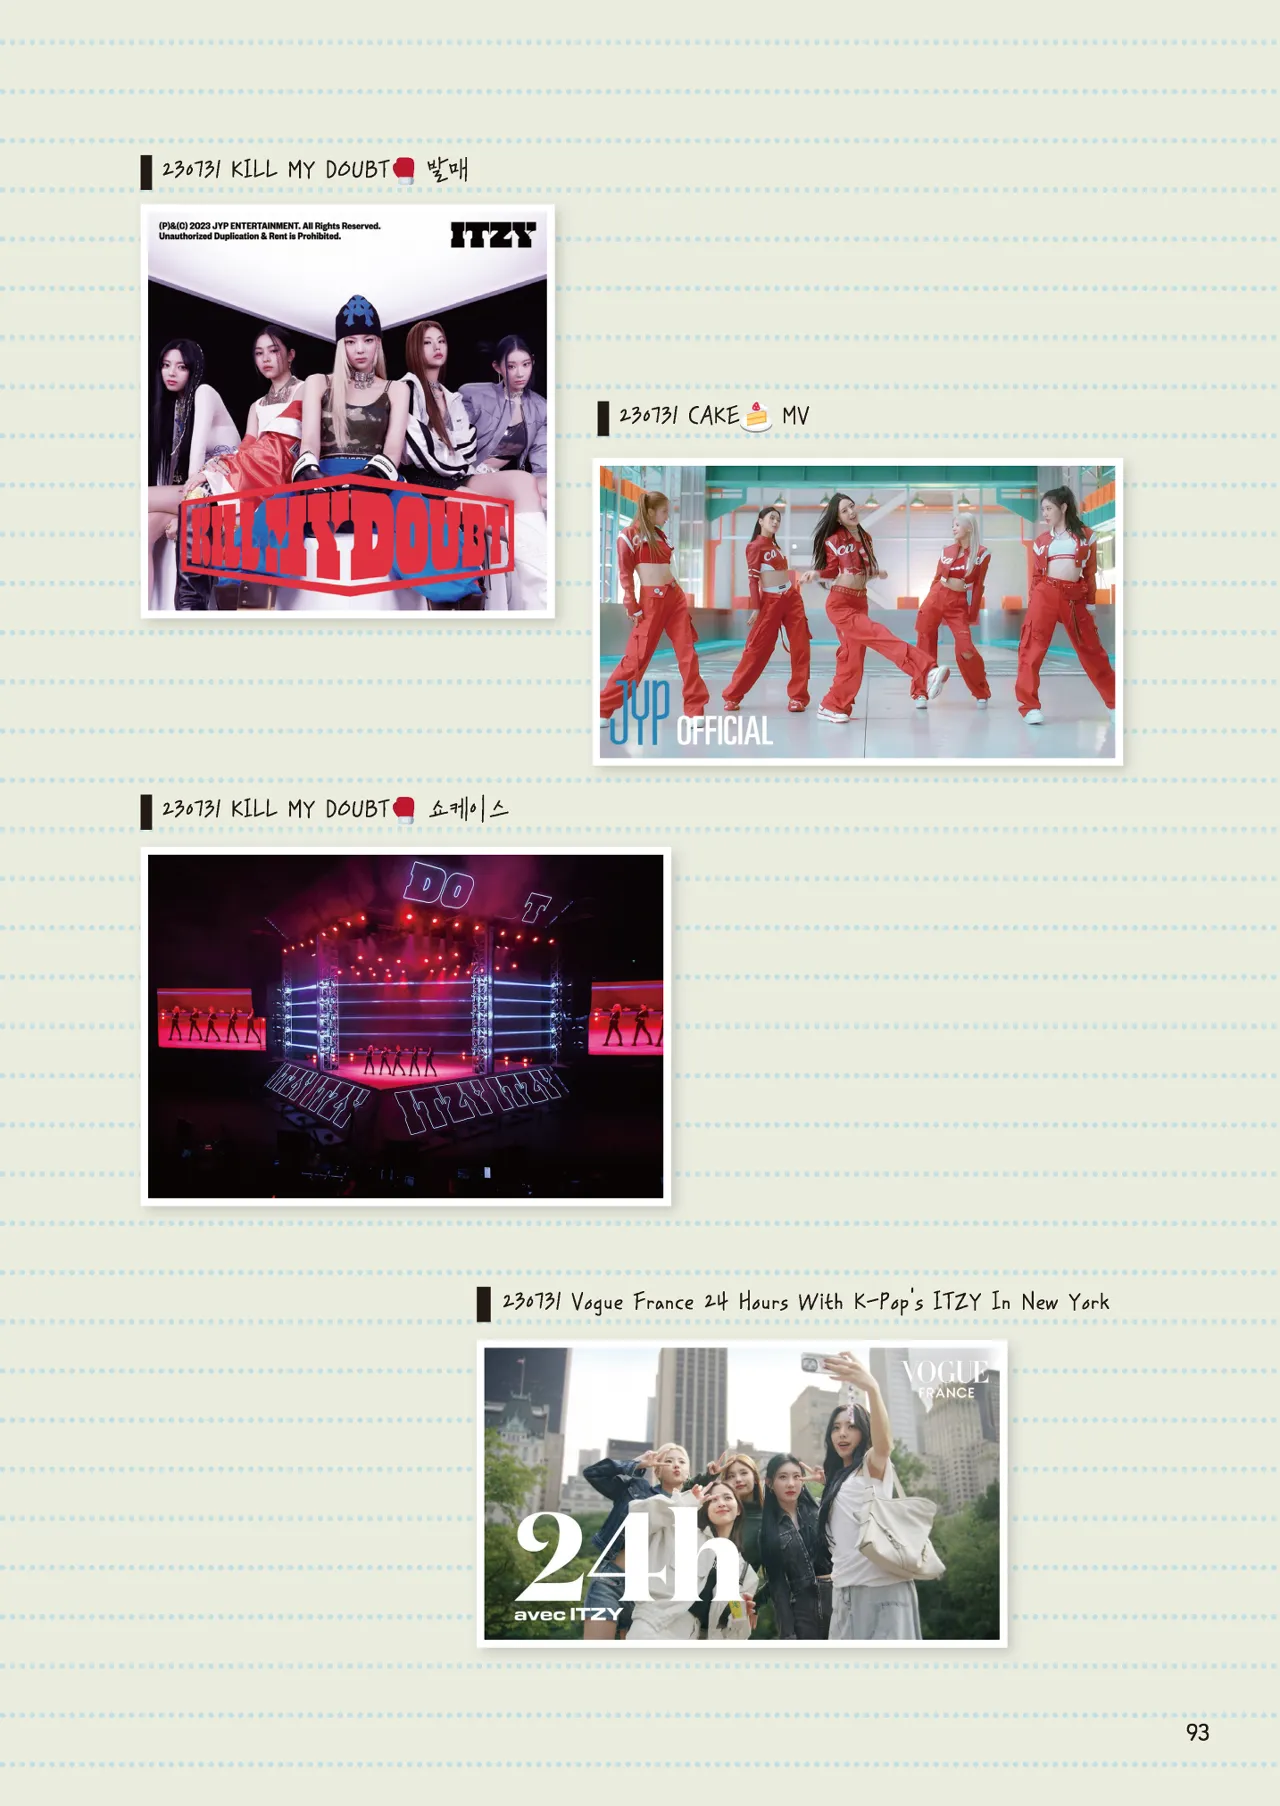 230731 KILL MY DOUBT🥊 발매
(P)&(C) 2023 JYP ENTERTAINMENT. All Rights Reserved.
Unauthorized Duplication & Rent is Prohibited.
ITZY
KILL MY DOUBT
230731 CAKE🍰 MV
JYP OFFICIAL
230731 KILL MY DOUBT🥊 쇼케이스
DO T
ITZY ITZY ITZY ITZY
230731 Vogue France 24 Hours With K-Pop's ITZY In New York
VOGUE
FRANCE
24h
avec ITZY
93